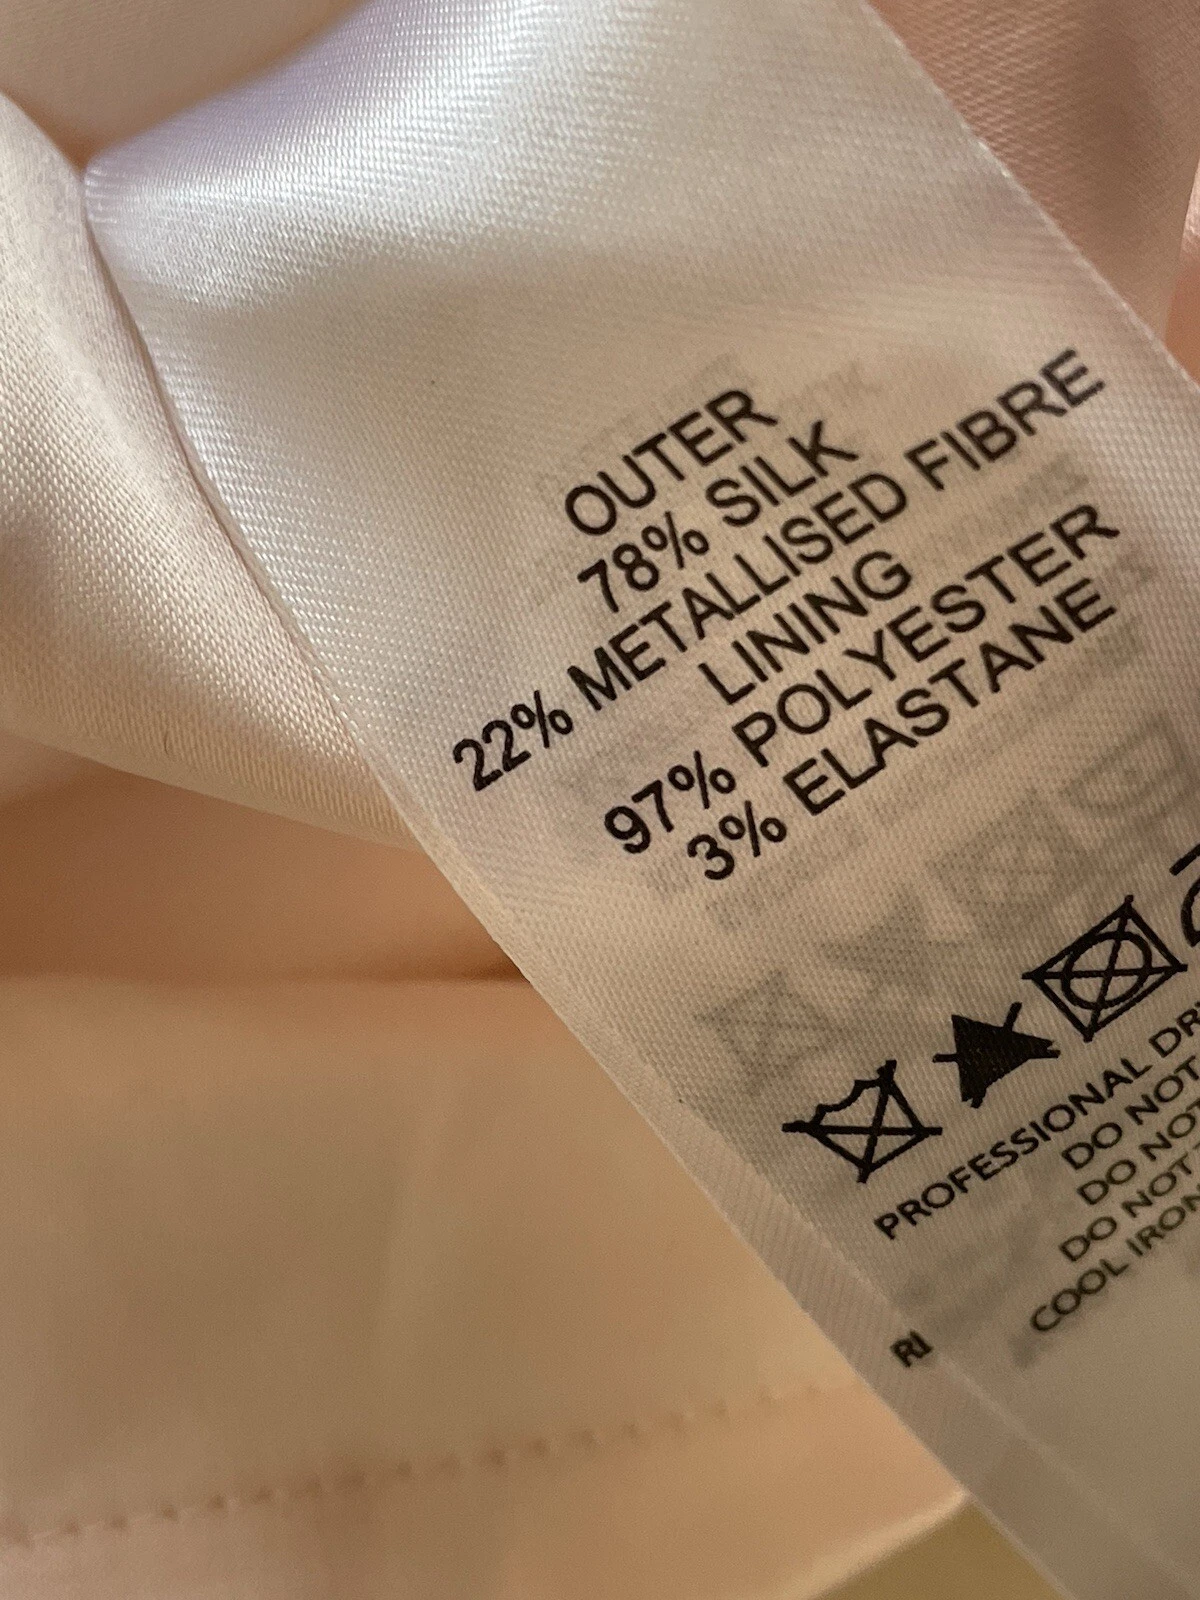 OUTER
78% SILK
22% METALLISED FIBRE
LINING
97% POLYESTER
3% ELASTANE
PROFESSIONAL DR
DO NOT
DO NOT
DO NOT
COOL IRON
RI